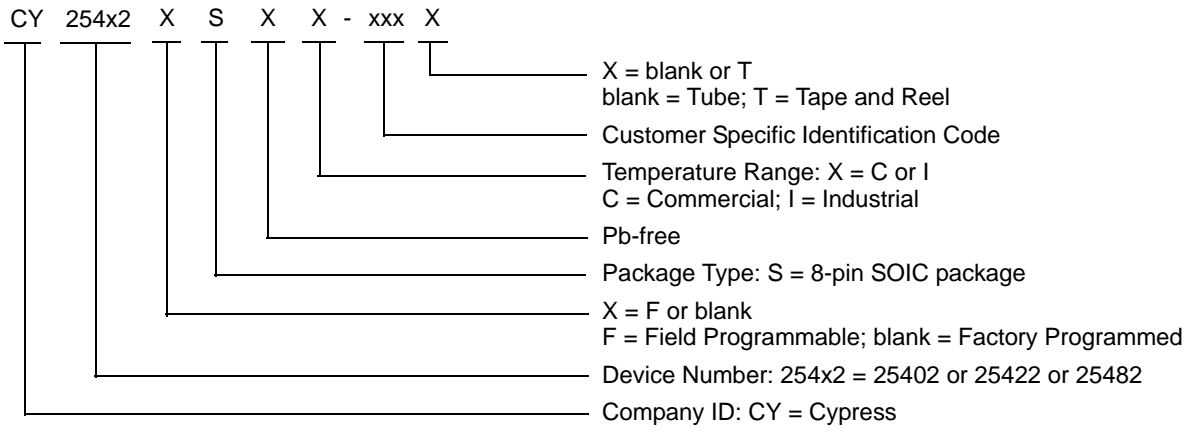 CY 254x2 X S X X - xxx X
X = blank or T
blank = Tube; T = Tape and Reel
Customer Specific Identification Code
Temperature Range: X = C or I
C = Commercial; I = Industrial
Pb-free
Package Type: S = 8-pin SOIC package
X = F or blank
F = Field Programmable; blank = Factory Programmed
Device Number: 254x2 = 25402 or 25422 or 25482
Company ID: CY = Cypress